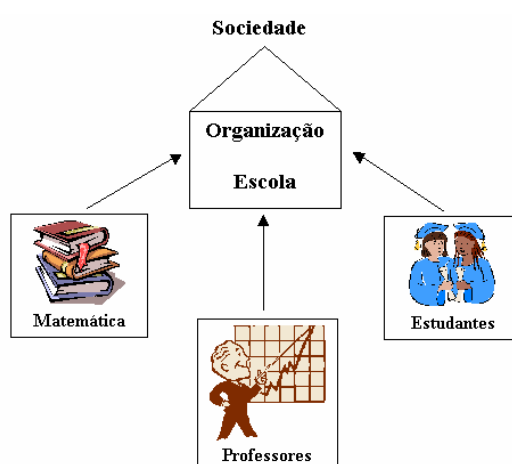 Sociedade
Organização
Escola
Matemática
Estudantes
Professores